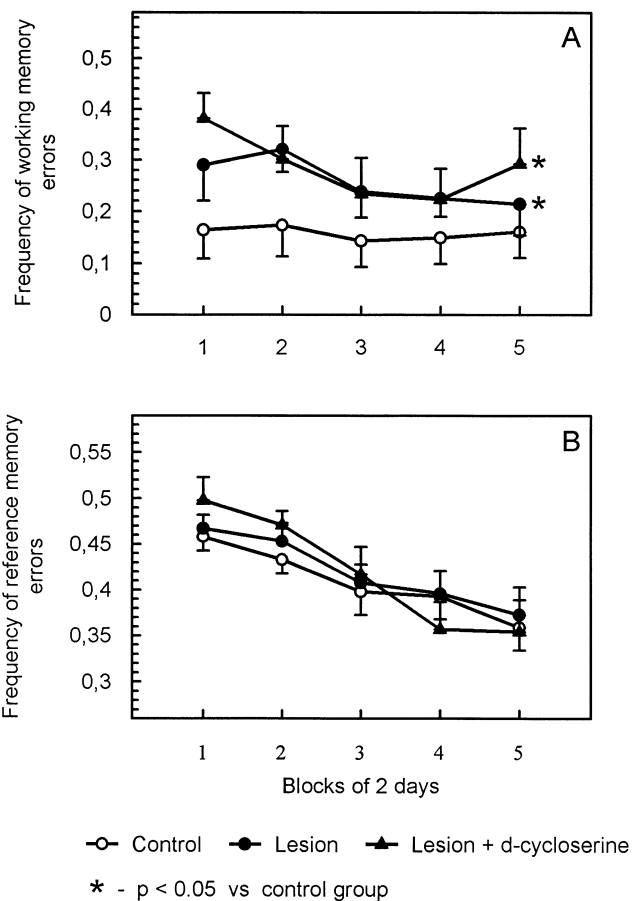 A
Frequency of working memory
errors
0,5
0,4
0,3
0,2
0,1
0
*
*
1 2 3 4 5
B
Frequency of reference memory
errors
0,55
0,5
0,45
0,4
0,35
0,3
1 2 3 4 5
Blocks of 2 days
Control Lesion Lesion + d-cycloserine
* - p < 0.05 vs control group